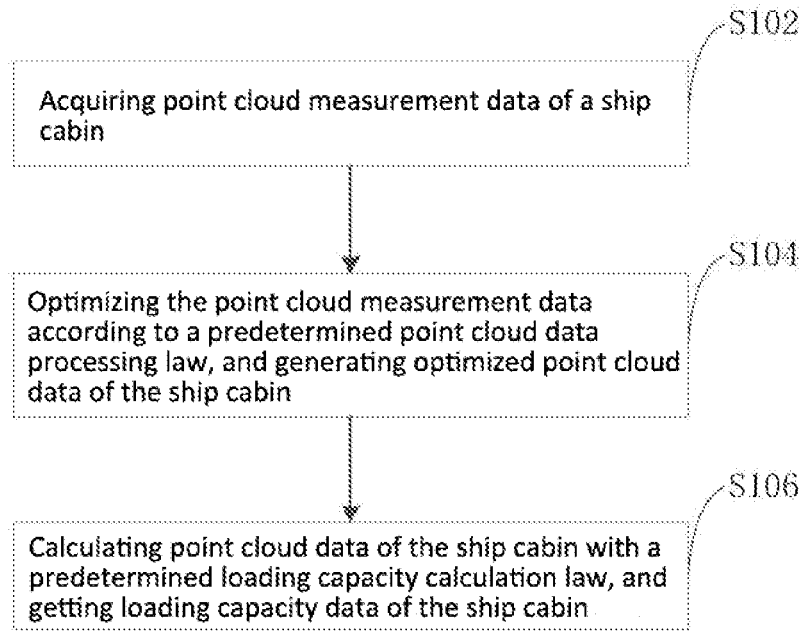 S102
Acquiring point cloud measurement data of a ship
cabin
S104
Optimizing the point cloud measurement data
according to a predetermined point cloud data
processing law, and generating optimized point cloud
data of the ship cabin
S106
Calculating point cloud data of the ship cabin with a
predetermined loading capacity calculation law, and
getting loading capacity data of the ship cabin